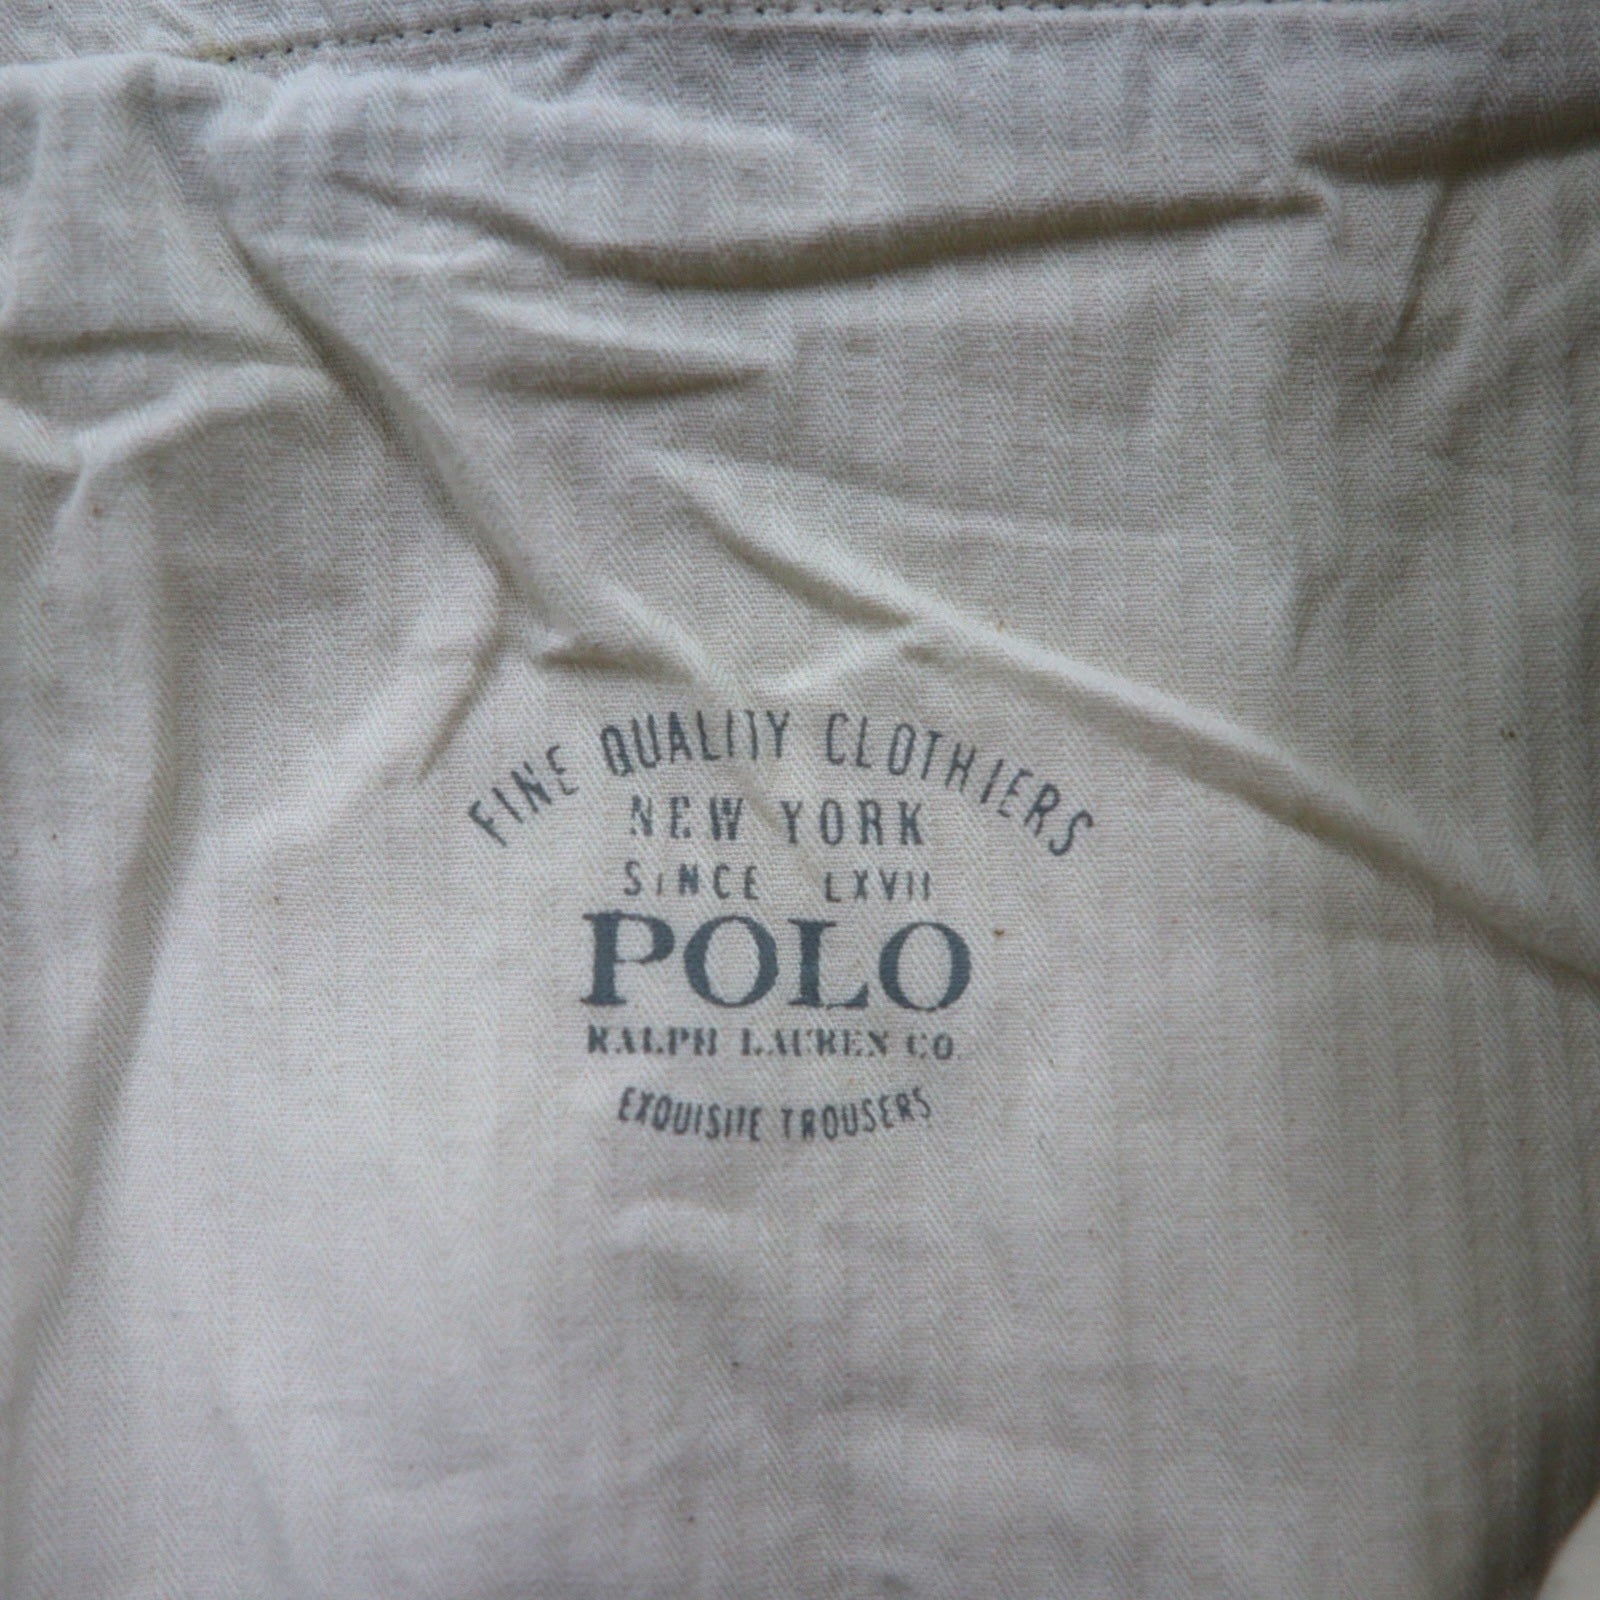 FINE QUALITY CLOTHIERS
NEW YORK
SINCE LXVII
POLO
RALPH LAUREN CO
EXQUISITE TROUSERS